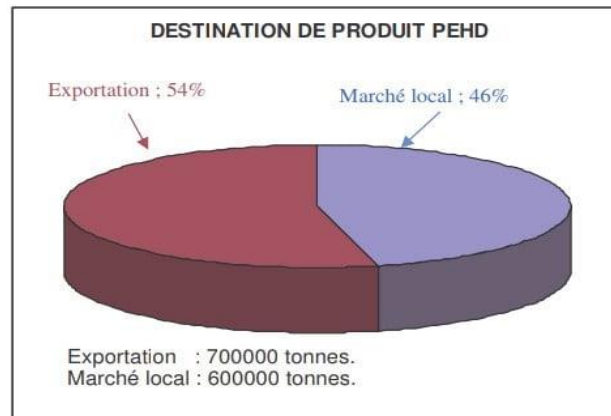 DESTINATION DE PRODUIT PEHD
Exportation ; 54%
Marché local ; 46%
Exportation : 700000 tonnes.
Marché local : 600000 tonnes.